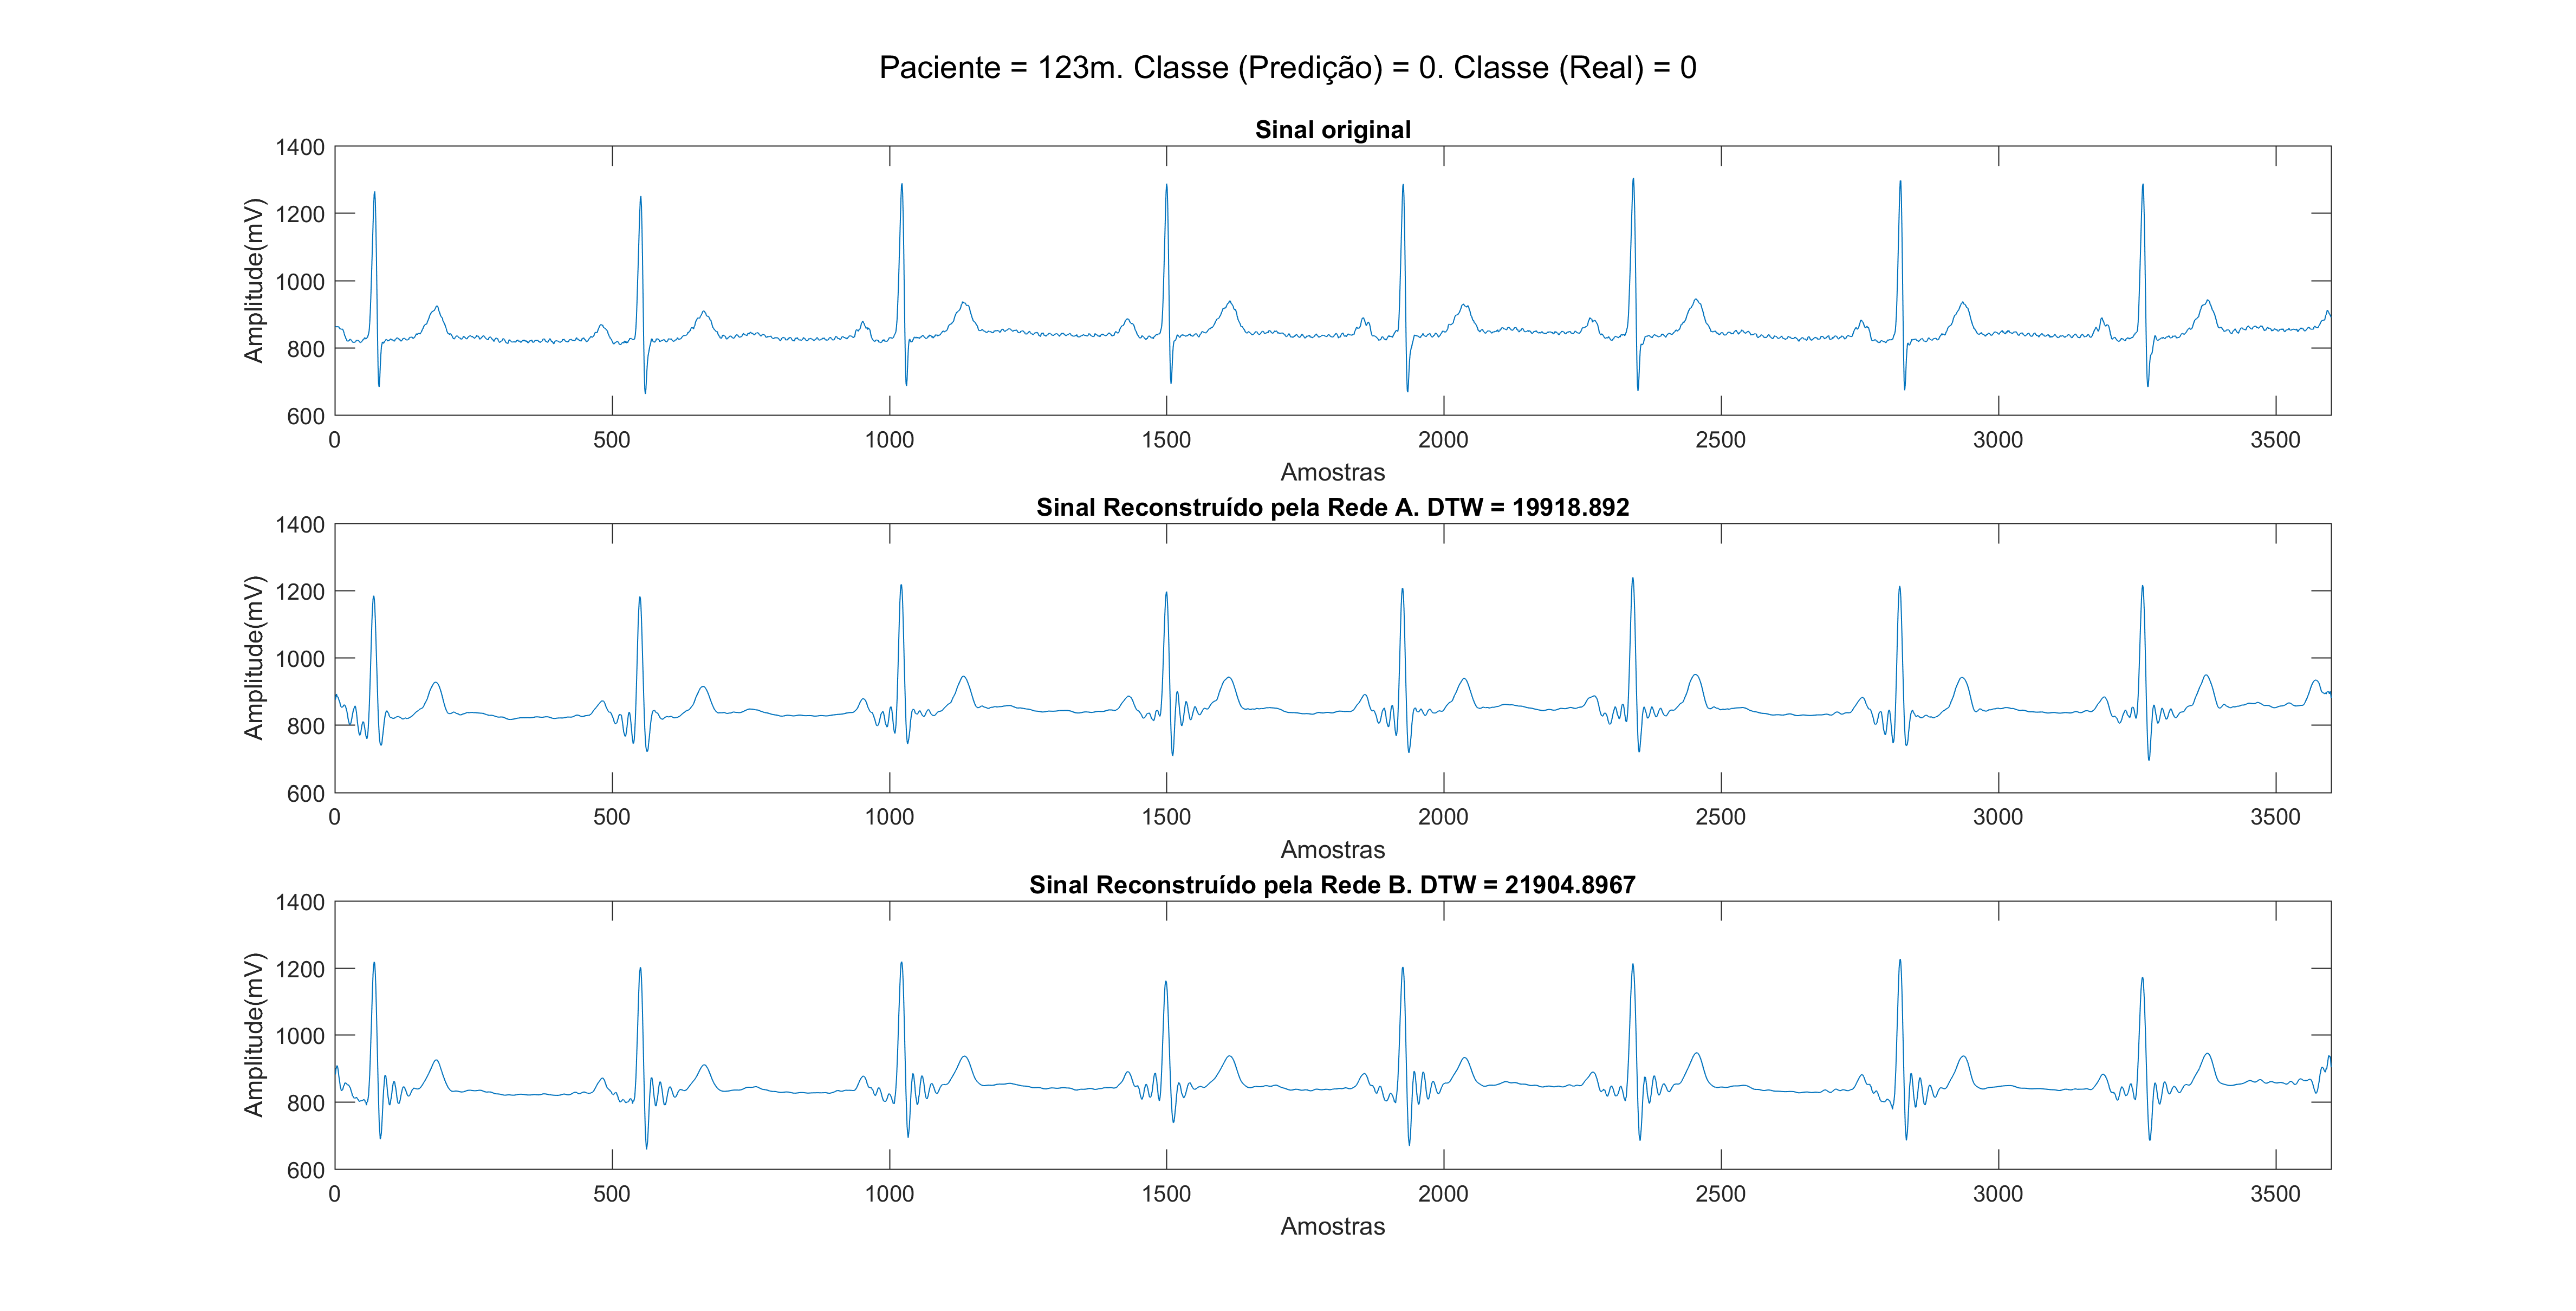 Paciente = 123m. Classe (Predição) = 0. Classe (Real) = 0
Sinal original
1400
1200
1000
800
600
Amplitude(mV)
0 500 1000 1500 2000 2500 3000 3500
Amostras
Sinal Reconstruído pela Rede A. DTW = 19918.892
1400
1200
1000
800
600
Amplitude(mV)
0 500 1000 1500 2000 2500 3000 3500
Amostras
Sinal Reconstruído pela Rede B. DTW = 21904.8967
1400
1200
1000
800
600
Amplitude(mV)
0 500 1000 1500 2000 2500 3000 3500
Amostras